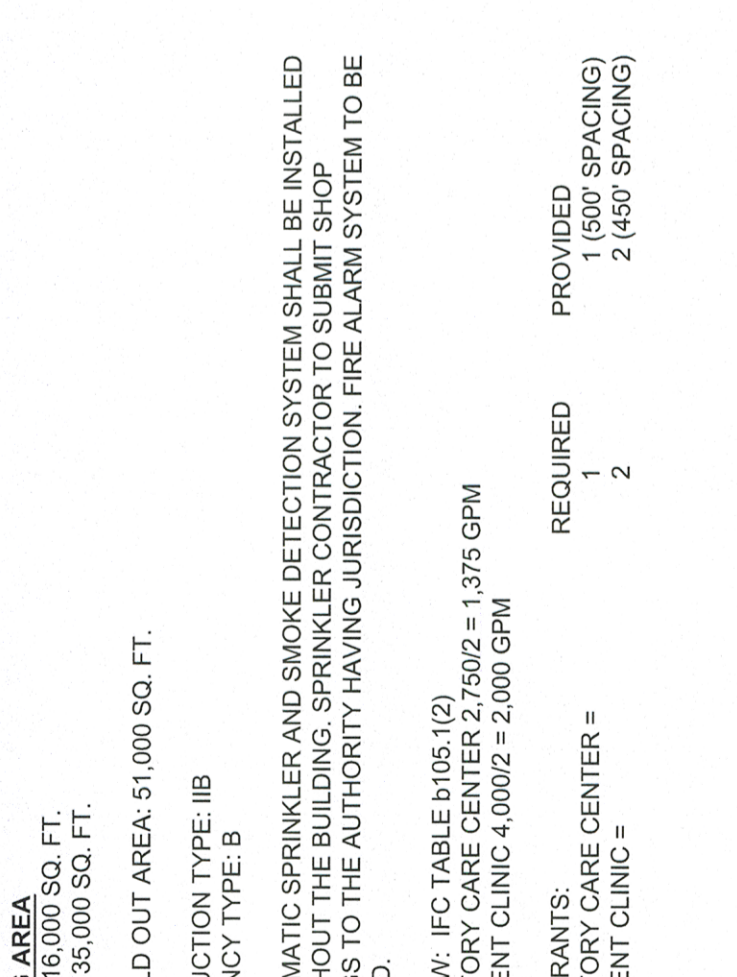 G AREA
16,000 SQ. FT.
35,000 SQ. FT.
LD OUT AREA: 51,000 SQ. FT.
UCTION TYPE: IIB
NCY TYPE: B
MATIC SPRINKLER AND SMOKE DETECTION SYSTEM SHALL BE INSTALLED
HOUT THE BUILDING. SPRINKLER CONTRACTOR TO SUBMIT SHOP
GS TO THE AUTHORITY HAVING JURISDICTION. FIRE ALARM SYSTEM TO BE
D.
W: IFC TABLE b105.1(2)
TORY CARE CENTER 2,750/2 = 1,375 GPM
ENT CLINIC 4,000/2 = 2,000 GPM
RANTS: REQUIRED PROVIDED
TORY CARE CENTER = 1 1 (500' SPACING)
ENT CLINIC = 2 2 (450' SPACING)